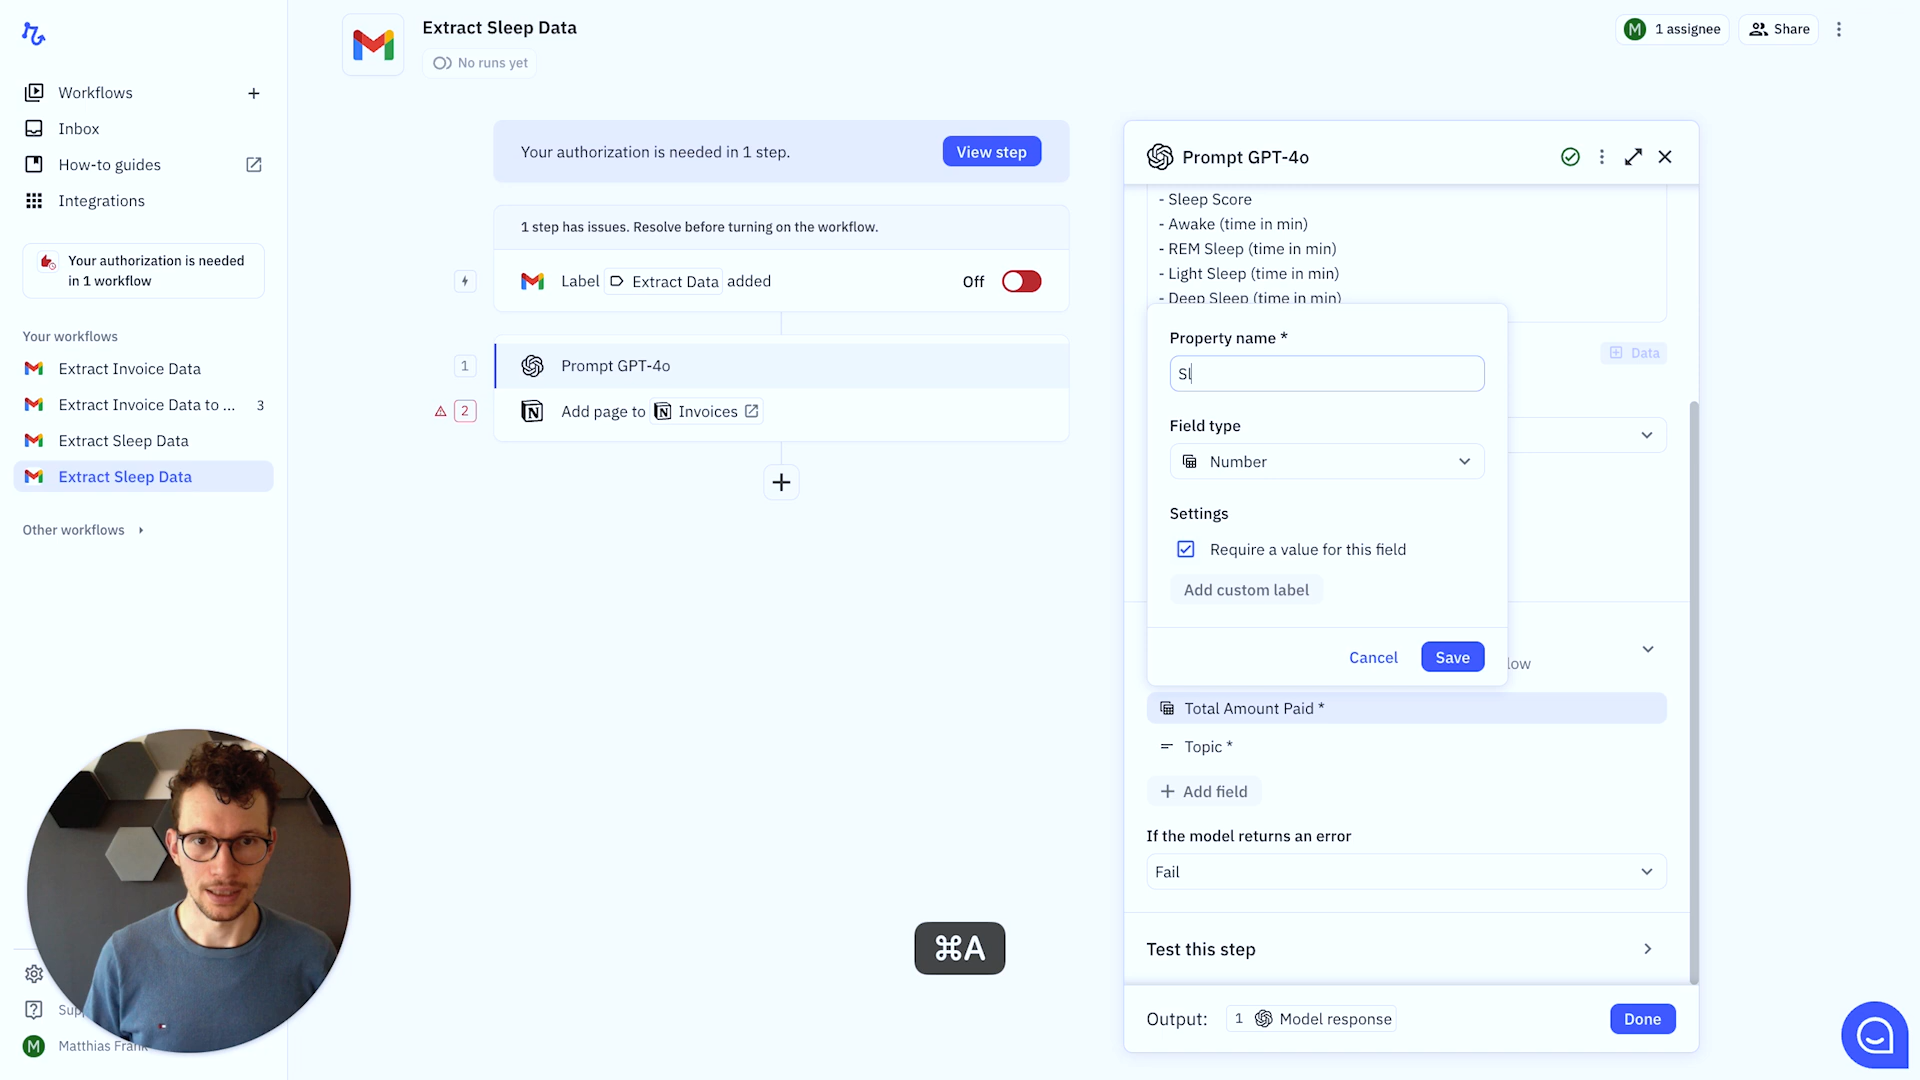 Extract Sleep Data
No runs yet
M 1 assignee
Share
Workflows
Inbox
How-to guides
Integrations
Your authorization is needed
in 1 workflow
Your workflows
Extract Invoice Data
Extract Invoice Data to ... 3
Extract Sleep Data
Extract Sleep Data
Other workflows
M Matthias Frank
Your authorization is needed in 1 step.
View step
1 step has issues. Resolve before turning on the workflow.
Label Extract Data added
Off
1 Prompt GPT-4o
2 Add page to Invoices
⌘A
Prompt GPT-4o
- Sleep Score
- Awake (time in min)
- REM Sleep (time in min)
- Light Sleep (time in min)
- Deep Sleep (time in min)
Data
Property name *
Sl
Field type
Number
Settings
Require a value for this field
Add custom label
Cancel
Save
low
Total Amount Paid *
Topic *
Add field
If the model returns an error
Fail
Test this step
Output: 1 Model response
Done